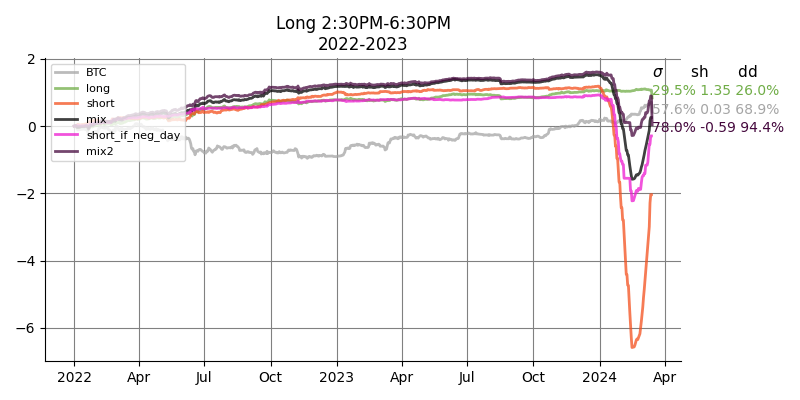 Long 2:30PM-6:30PM
2022-2023
σ sh dd
BTC
long
short
mix
short_if_neg_day
mix2
29.5% 1.35 26.0%
57.6% 0.03 68.9%
78.0% -0.59 94.4%
2
0
−2
−4
−6
2022 Apr Jul Oct 2023 Apr Jul Oct 2024 Apr